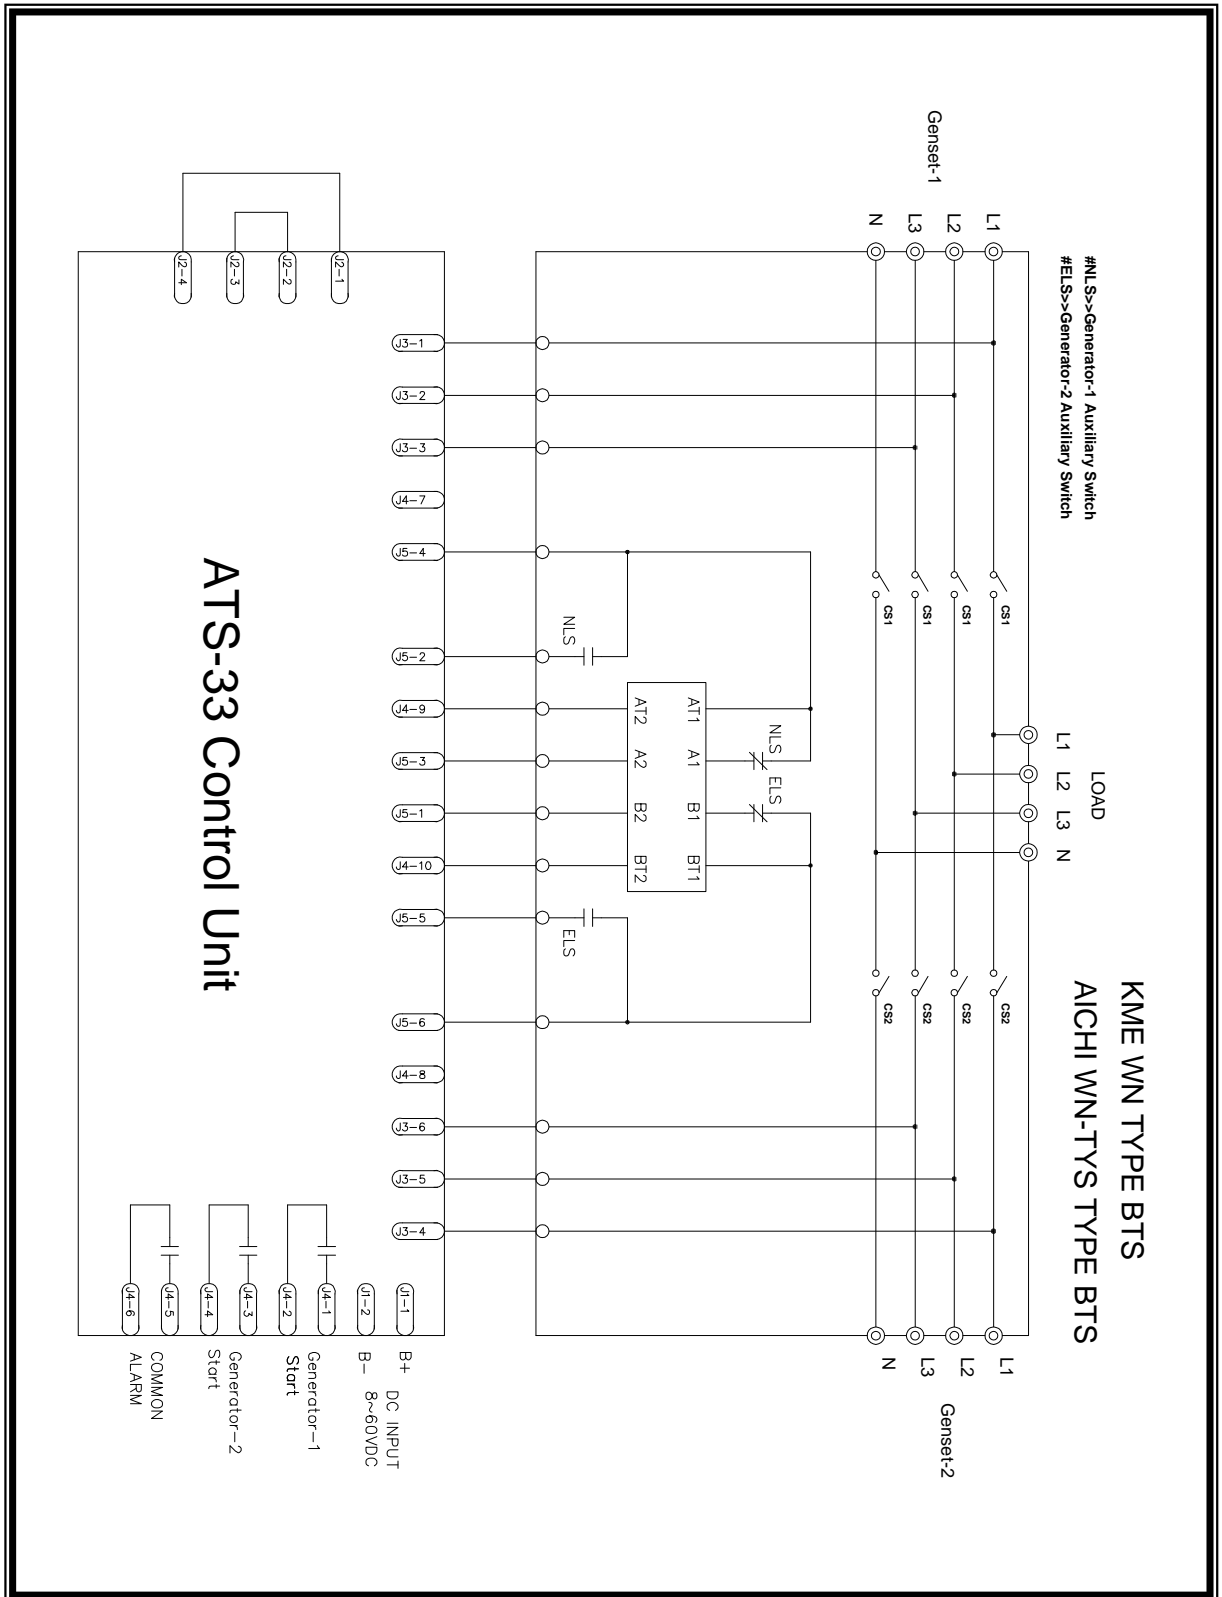 KME WN TYPE BTS
AICHI WN-TYS TYPE BTS
#NLS>>Generator-1 Auxiliary Switch
#ELS>>Generator-2 Auxiliary Switch
LOAD
L1 L2 L3 N
Genset-1
L1
L2
L3
N
CS1
CS1
CS1
CS1
CS2
CS2
CS2
CS2
L1
L2
L3
N
Genset-2
NLS ELS
AT1 A1 B1 BT1
AT2 A2 B2 BT2
NLS
ELS
J3-1 J3-2 J3-3 J4-7 J5-4 J5-2 J4-9 J5-3 J5-1 J4-10 J5-5 J5-6 J4-8 J3-6 J3-5 J3-4
J2-1
J2-2
J2-3
J2-4
ATS-33 Control Unit
J1-1 B+
DC INPUT
J1-2 B-
8~60VDC
J4-1 Generator-1
J4-2 Start
J4-3 Generator-2
J4-4 Start
J4-5 COMMON
J4-6 ALARM